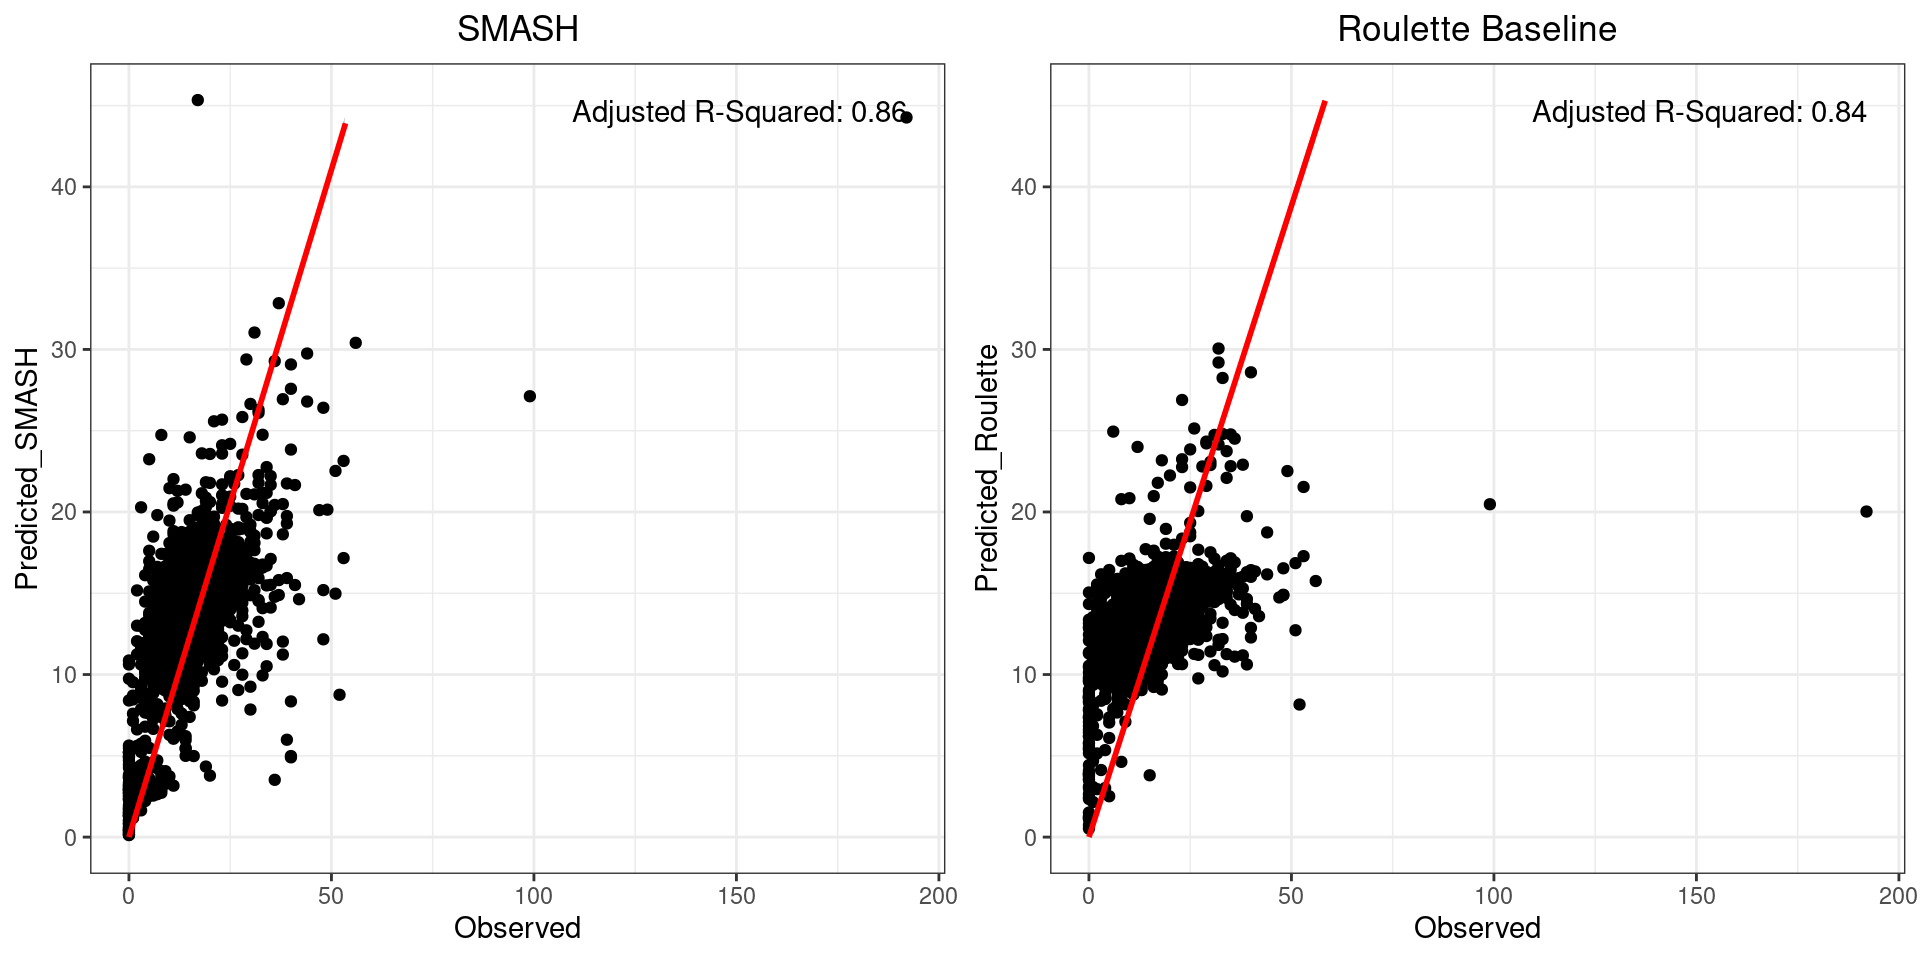 SMASH
Adjusted R-Squared: 0.86
Predicted_SMASH
40
30
20
10
0
0 50 100 150 200
Observed
Roulette Baseline
Adjusted R-Squared: 0.84
Predicted_Roulette
40
30
20
10
0
0 50 100 150 200
Observed